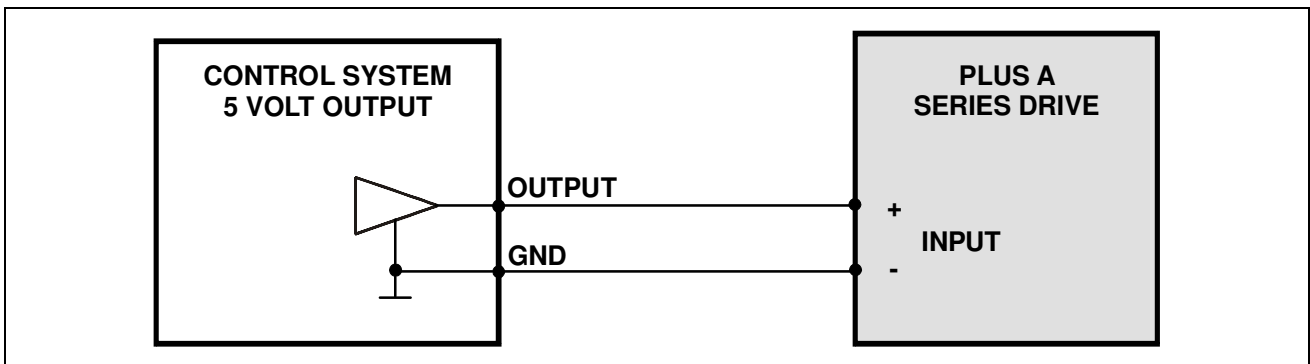 CONTROL SYSTEM
5 VOLT OUTPUT
PLUS A
SERIES DRIVE
OUTPUT
GND
+
INPUT
-